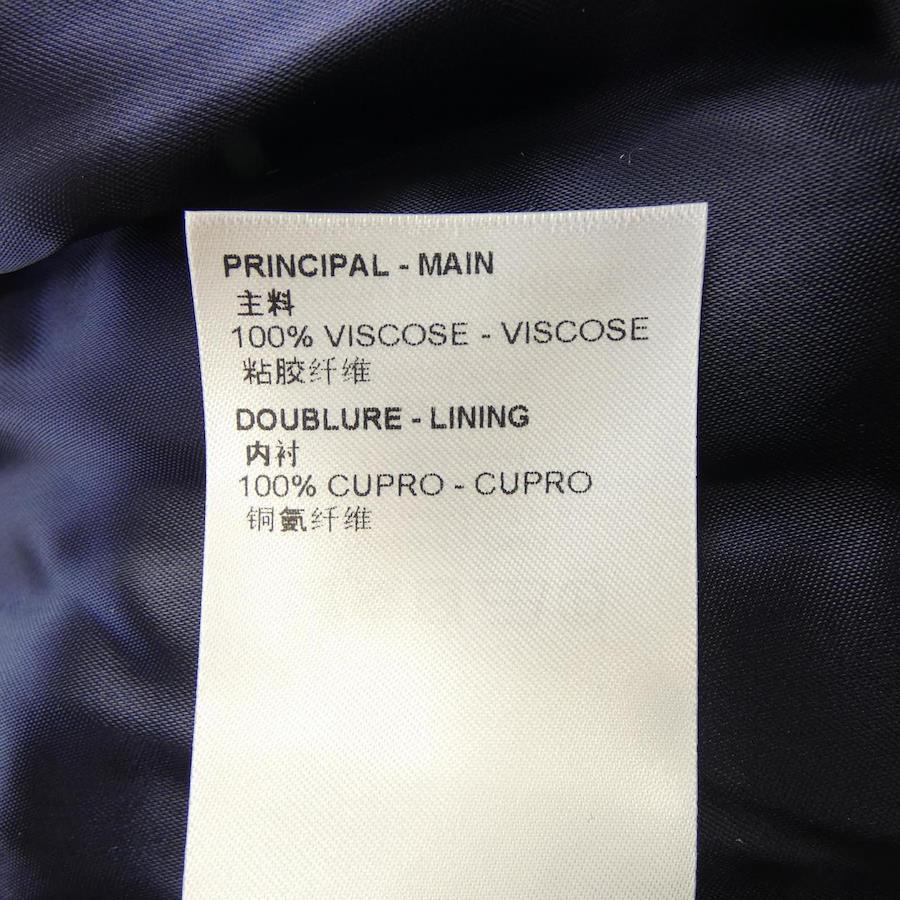 PRINCIPAL - MAIN
主料
100% VISCOSE - VISCOSE
粘胶纤维
DOUBLURE - LINING
内衬
100% CUPRO - CUPRO
铜氨纤维